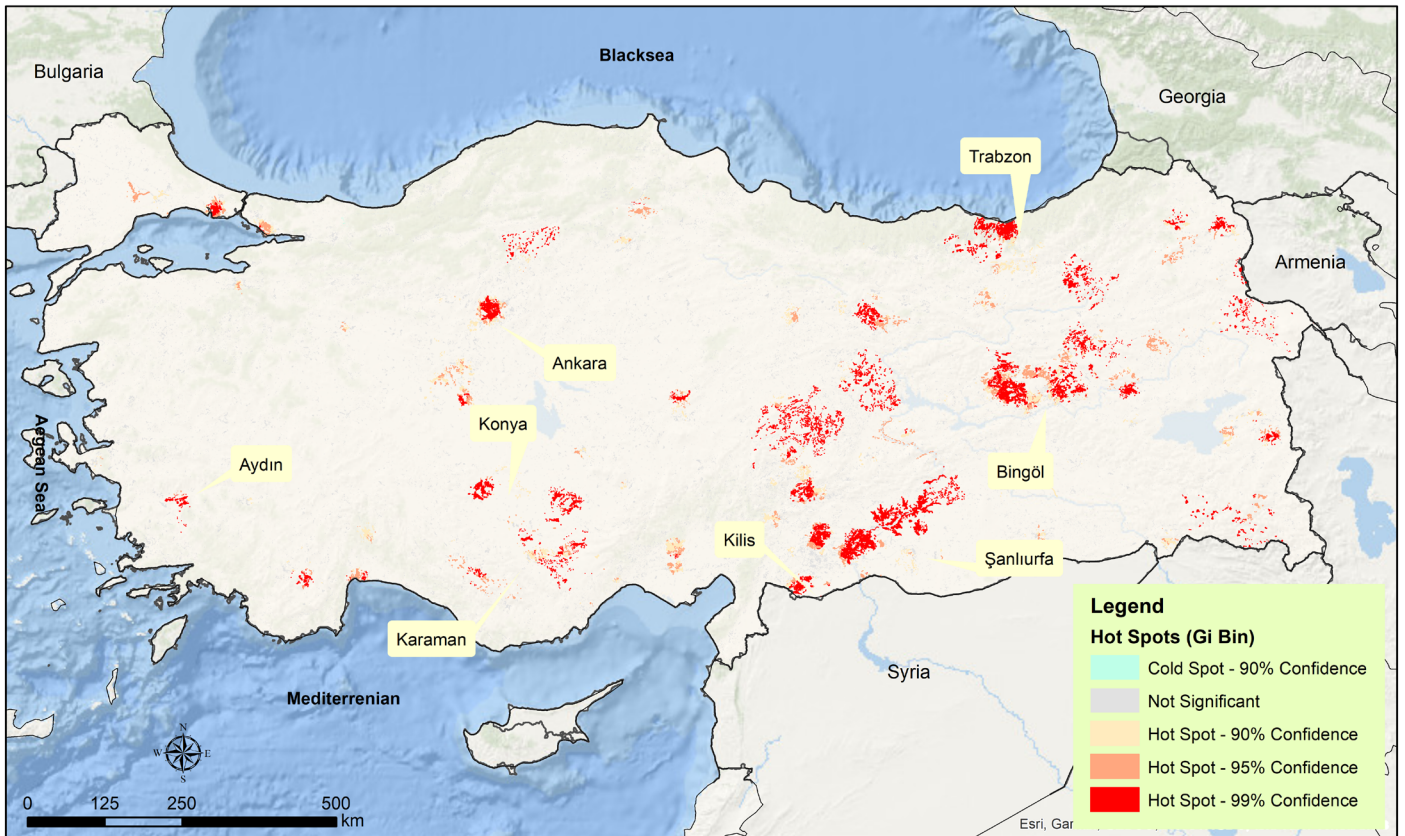 Blacksea
Bulgaria
Georgia
Trabzon
Armenia
Ankara
Konya
Aegean Sea
Aydın
Bingöl
Kilis
Şanlıurfa
Karaman
Syria
Mediterrenian
N
W E
S
0 125 250 500
km
Legend
Hot Spots (Gi Bin)
Cold Spot - 90% Confidence
Not Significant
Hot Spot - 90% Confidence
Hot Spot - 95% Confidence
Hot Spot - 99% Confidence
Esri,